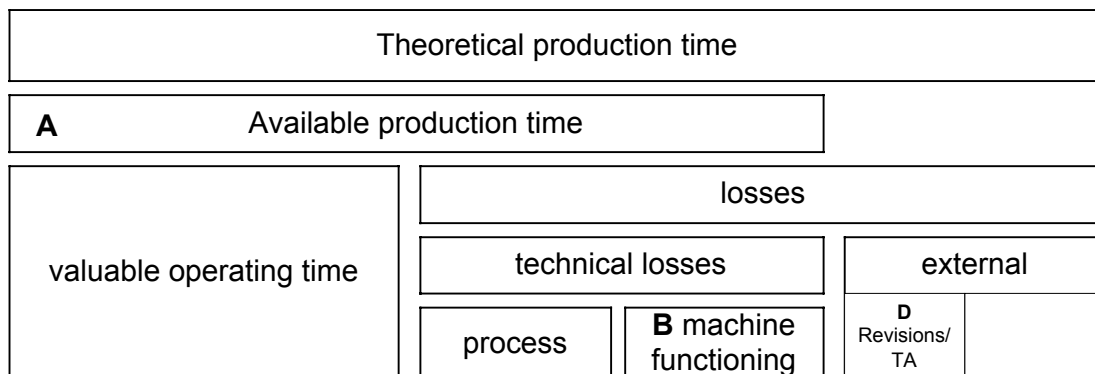 Theoretical production time
A Available production time
losses
valuable operating time
technical losses
external
process
B machine
functioning
D
Revisions/
TA